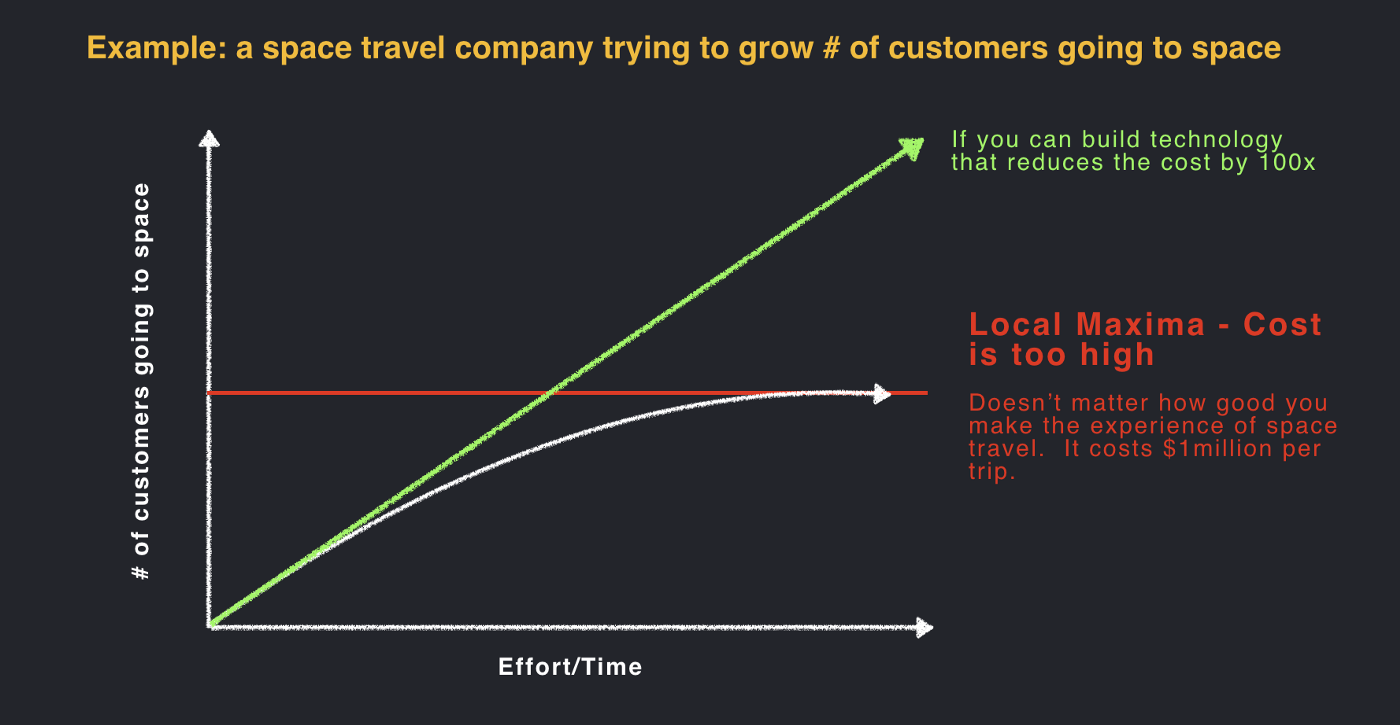 Example: a space travel company trying to grow # of customers going to space
If you can build technology
that reduces the cost by 100x
# of customers going to space
Local Maxima - Cost
is too high
Doesn’t matter how good you
make the experience of space
travel.  It costs $1million per
trip.
Effort/Time